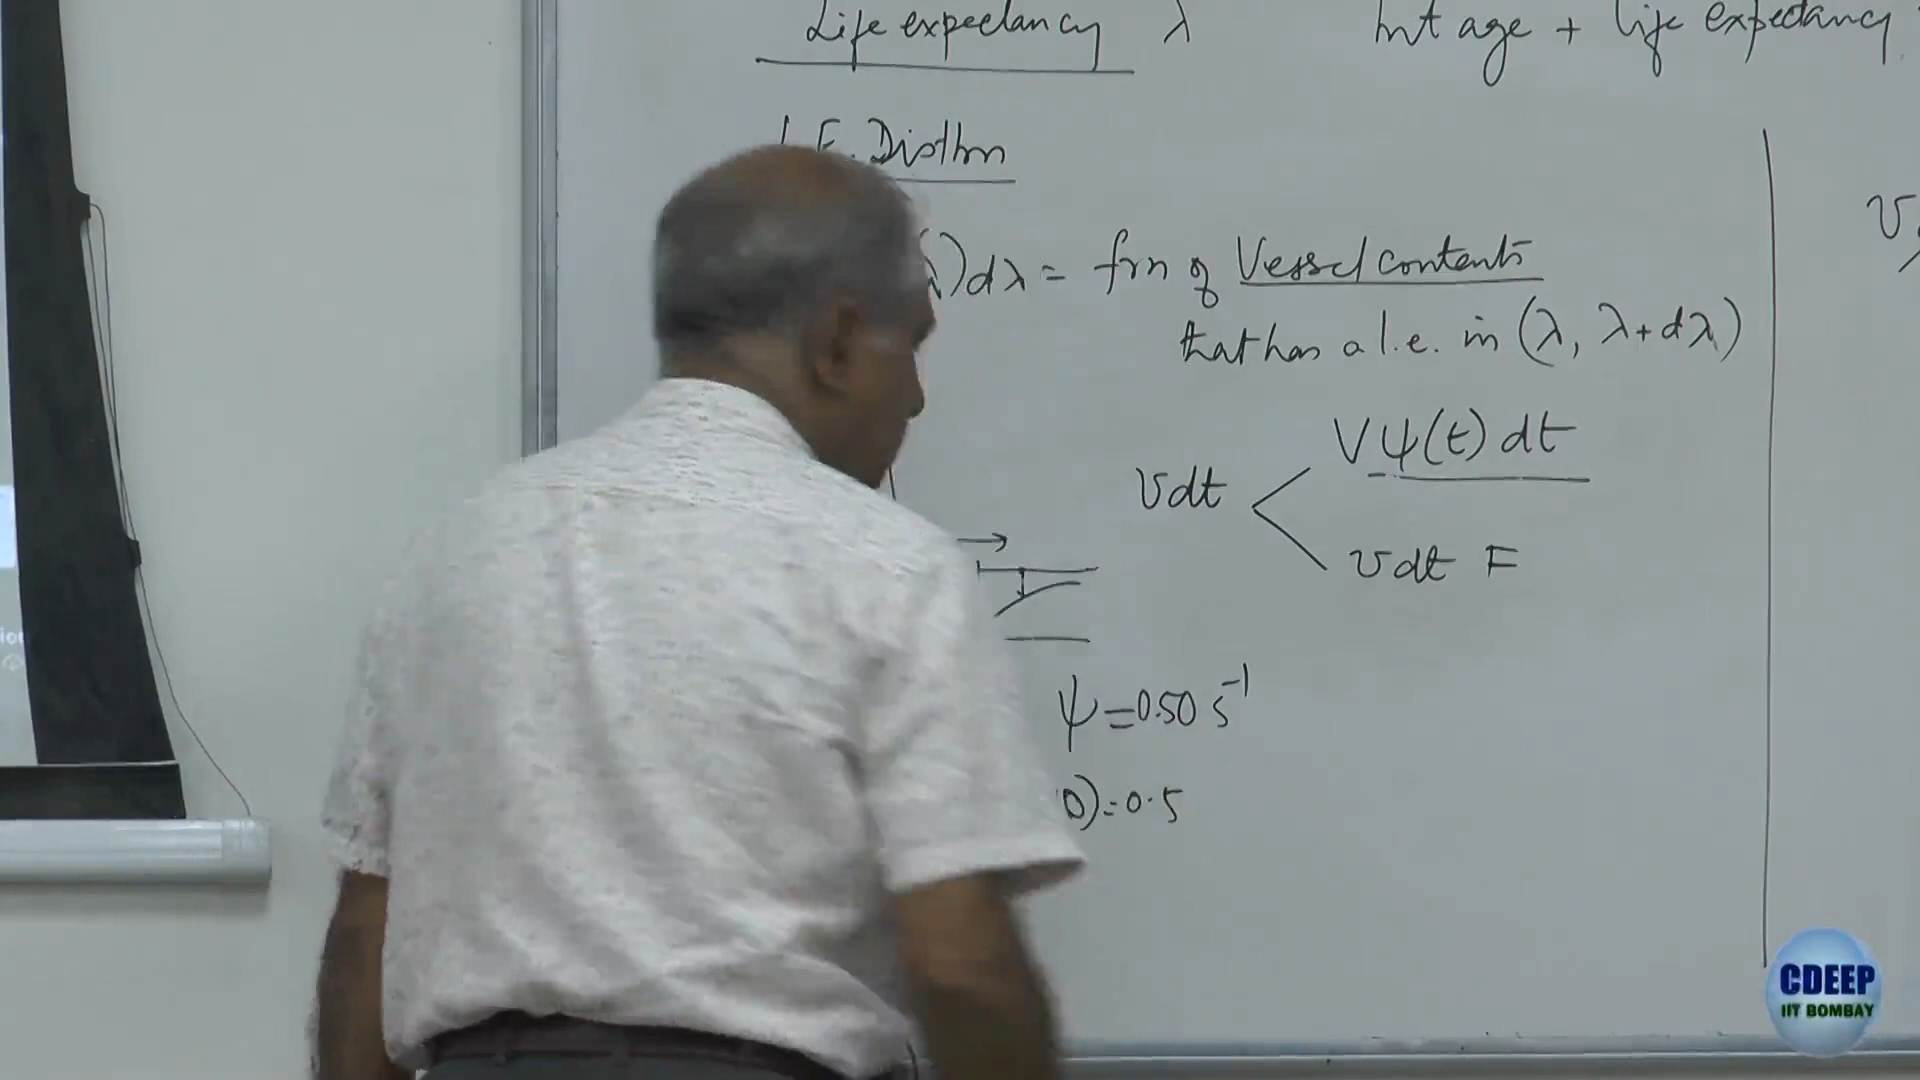 Life expectancy λ Int age + life expectancy
L.E. Disthn
λ)dλ = frn of Vessel contents
that has a l.e. in (λ, λ+dλ)
Vψ(t) dt
vdt
vdt F
ψ = 0.50 s⁻¹
0) = 0.5
v
CDEEP
IIT BOMBAY